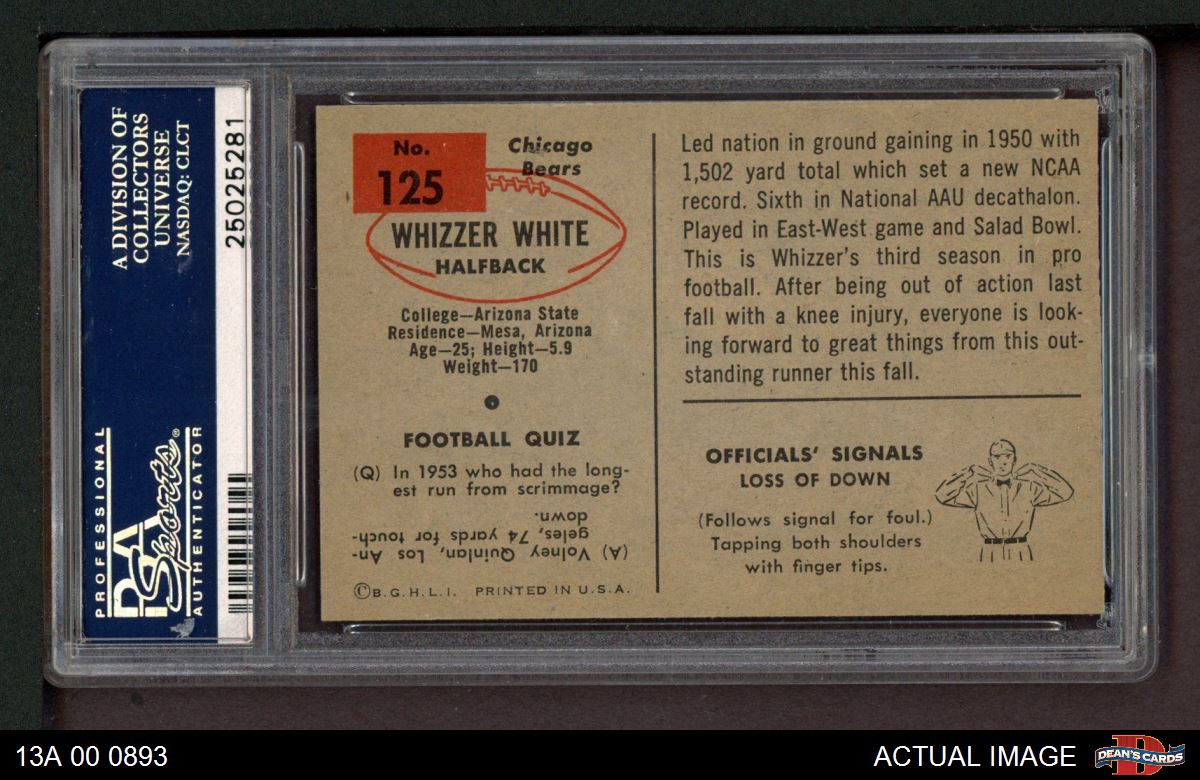 A DIVISION OF
COLLECTORS
UNIVERSE
NASDAQ: CLCT
25025281
PROFESSIONAL
PSA
Sports®
AUTHENTICATOR
No.
125
Chicago
Bears
WHIZZER WHITE
HALFBACK
College—Arizona State
Residence—Mesa, Arizona
Age—25; Height—5.9
Weight—170
FOOTBALL QUIZ
(Q) In 1953 who had the long-
est run from scrimmage?
(A) Volney Quinlan, Los An-
geles, 74 yards for touch-
down.
©B.G.H.L.I. PRINTED IN U.S.A.
Led nation in ground gaining in 1950 with
1,502 yard total which set a new NCAA
record. Sixth in National AAU decathalon.
Played in East-West game and Salad Bowl.
This is Whizzer's third season in pro
football. After being out of action last
fall with a knee injury, everyone is look-
ing forward to great things from this out-
standing runner this fall.
OFFICIALS' SIGNALS
LOSS OF DOWN
(Follows signal for foul.)
Tapping both shoulders
with finger tips.
13A 00 0893
ACTUAL IMAGE
DEAN'S CARDS